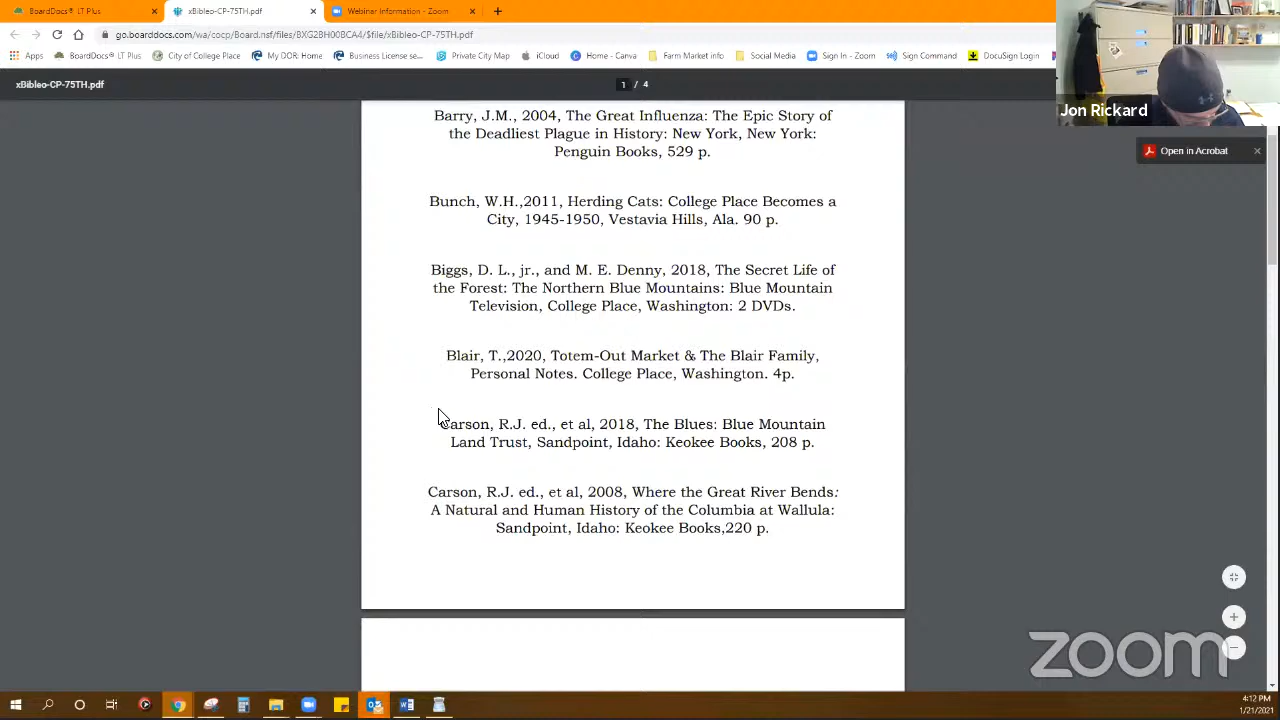 BoardDocs® LT Plus
xBibleo-CP-75TH.pdf
Webinar Information - Zoom
go.boarddocs.com/wa/cocp/Board.nsf/files/BXG28H00BCA4/$file/xBibleo-CP-75TH.pdf
Apps
BoardDocs® LT Plus
City of College Place
My DOR: Home
Business License se...
Private City Map
iCloud
Home - Canva
Farm Market info
Social Media
Sign In - Zoom
Sign Command
DocuSign Login
xBibleo-CP-75TH.pdf
1 / 4
Jon Rickard
Open in Acrobat
Barry, J.M., 2004, The Great Influenza: The Epic Story of
the Deadliest Plague in History: New York, New York:
Penguin Books, 529 p.
Bunch, W.H.,2011, Herding Cats: College Place Becomes a
City, 1945-1950, Vestavia Hills, Ala. 90 p.
Biggs, D. L., jr., and M. E. Denny, 2018, The Secret Life of
the Forest: The Northern Blue Mountains: Blue Mountain
Television, College Place, Washington: 2 DVDs.
Blair, T.,2020, Totem-Out Market & The Blair Family,
Personal Notes. College Place, Washington. 4p.
Carson, R.J. ed., et al, 2018, The Blues: Blue Mountain
Land Trust, Sandpoint, Idaho: Keokee Books, 208 p.
Carson, R.J. ed., et al, 2008, Where the Great River Bends:
A Natural and Human History of the Columbia at Wallula:
Sandpoint, Idaho: Keokee Books,220 p.
zoom
4:12 PM
1/21/2021